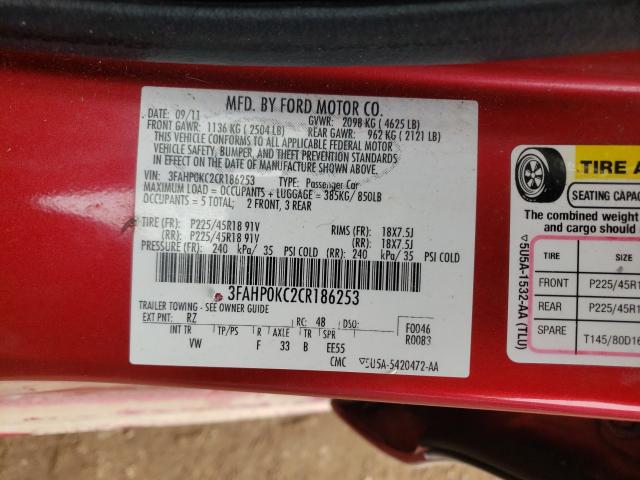 MFD. BY FORD MOTOR CO.
DATE: 09/11 GVWR: 2098 KG ( 4625 LB)
FRONT GAWR: 1136 KG ( 2504 LB) REAR GAWR: 962 KG ( 2121 LB)
THIS VEHICLE CONFORMS TO ALL APPLICABLE FEDERAL MOTOR
VEHICLE SAFETY, BUMPER, AND THEFT PREVENTION STANDARDS
IN EFFECT ON THE DATE OF MANUFACTURE SHOWN ABOVE.
VIN: 3FAHP0KC2CR186253 TYPE: Passenger Car
MAXIMUM LOAD = OCCUPANTS + LUGGAGE = 385KG/850LB
OCCUPANTS = 5 TOTAL; 2 FRONT, 3 REAR
TIRE (FR): P225/45R18 91V RIMS (FR): 18X7.5J
(RR): P225/45R18 91V (RR): 18X7.5J
PRESSURE (FR): 240 kPa/ 35 PSI COLD (RR): 240 kPa/ 35 PSI COLD
3FAHP0KC2CR186253
TRAILER TOWING - SEE OWNER GUIDE
EXT PNT: RZ RC: 48 DSO: F0046
R0083
INT TR TP/PS R AXLE TR SPR
VW F 33 B EE55
CMC ▽5U5A-5420472-AA
TIRE A
SEATING CAPAC
The combined weight
and cargo should
TIRE SIZE
FRONT P225/45R1
REAR P225/45R1
SPARE T145/80D16
▽5U5A-1532-AA (TLU)